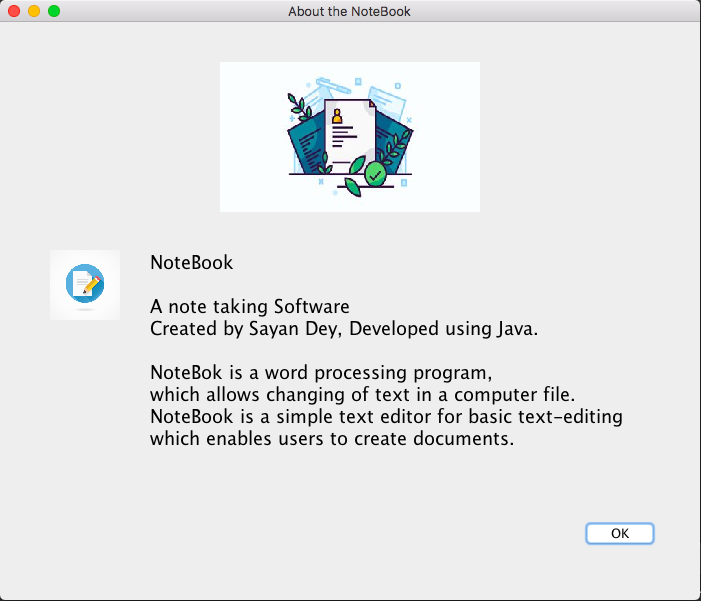 About the NoteBook
NoteBook
A note taking Software
Created by Sayan Dey, Developed using Java.
NoteBok is a word processing program,
which allows changing of text in a computer file.
NoteBook is a simple text editor for basic text-editing
which enables users to create documents.
OK